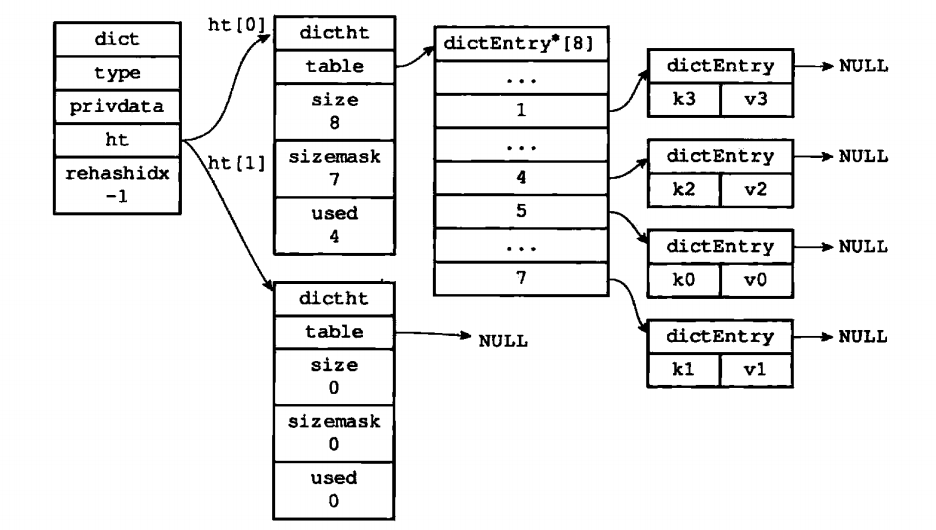 dict
type
privdata
ht
rehashidx
-1
ht[0]
ht[1]
dictht
table
size
8
sizemask
7
used
4
dictht
table
size
0
sizemask
0
used
0
NULL
dictEntry*[8]
...
1
...
4
5
...
7
dictEntry
k3 v3
NULL
dictEntry
k2 v2
NULL
dictEntry
k0 v0
NULL
dictEntry
k1 v1
NULL